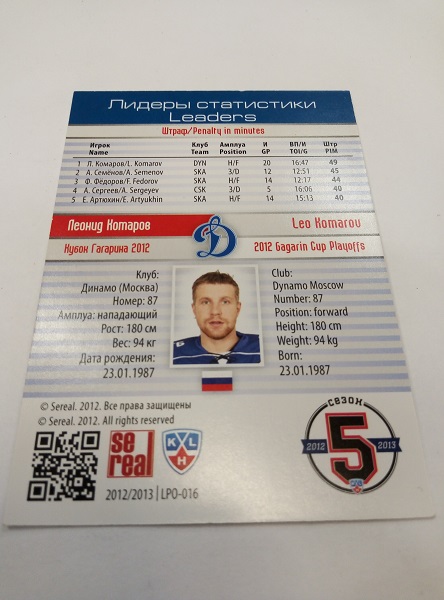 Лидеры статистики
Leaders
Штраф/Penalty in minutes
Игрок Клуб Амплуа И ВП/И Штр
Name Team Position GP TOI/G PIM
1 Л. Комаров/L. Komarov DYN Н/F 20 16:47 49
2 А. Семёнов/A. Semenov SKA З/D 12 12:51 45
3 Ф. Фёдоров/F. Fedorov SKA Н/F 14 12:17 44
4 А. Сергеев/A. Sergeyev CSK З/D 5 16:06 40
5 Е. Артюхин/E. Artyukhin SKA Н/F 14 15:13 40
Леонид Комаров Leo Komarov
Кубок Гагарина 2012 2012 Gagarin Cup Playoffs
Клуб:
Динамо (Москва)
Номер: 87
Амплуа: нападающий
Рост: 180 см
Вес: 94 кг
Дата рождения:
23.01.1987
Club:
Dynamo Moscow
Number: 87
Position: forward
Height: 180 cm
Weight: 94 kg
Born:
23.01.1987
© Sereal. 2012. Все права защищены
© Sereal. 2012. All rights reserved
se
real
KHL
2012/2013 | LPO-016
СЕЗОН
2012 5 2013